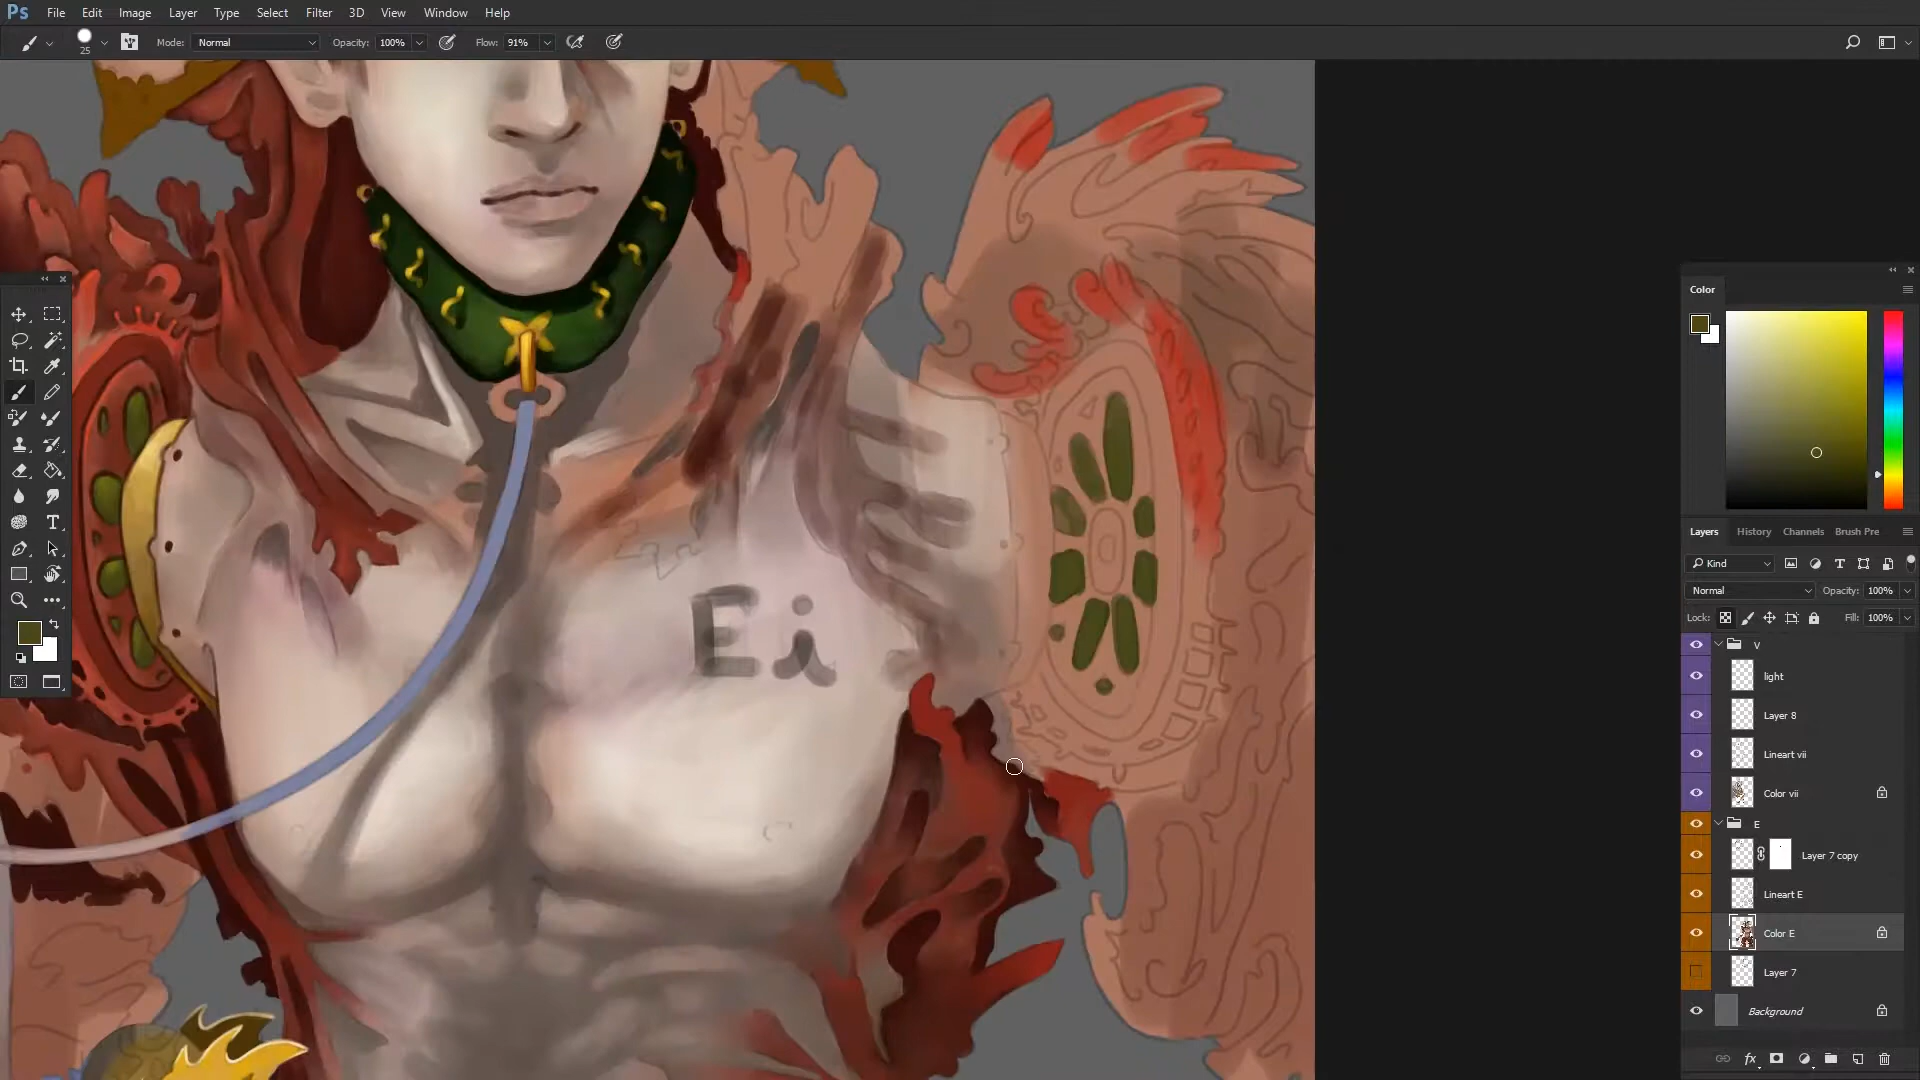 Ps File Edit Image Layer Type Select Filter 3D View Window Help
25 Mode: Normal Opacity: 100% Flow: 91%
Color
Layers History Channels Brush Pre
Kind
Normal Opacity: 100%
Lock: Fill: 100%
V
light
Layer 8
Lineart vii
Color vii
E
Layer 7 copy
Lineart E
Color E
Layer 7
Background
fx
T
Ei